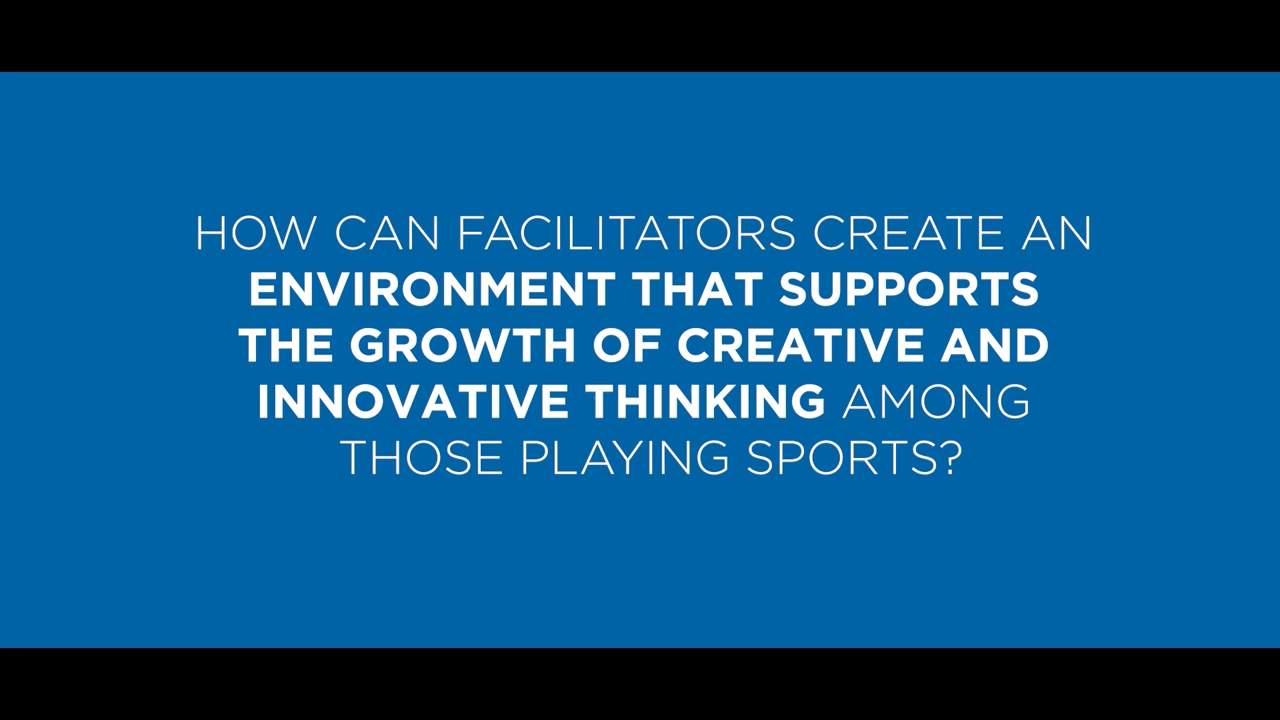 HOW CAN FACILITATORS CREATE AN
ENVIRONMENT THAT SUPPORTS
THE GROWTH OF CREATIVE AND
INNOVATIVE THINKING AMONG
THOSE PLAYING SPORTS?